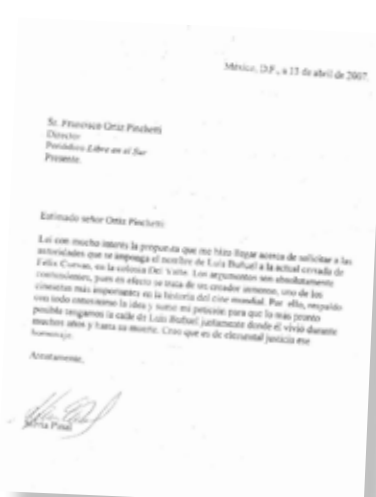 México, D.F., a 13 de abril de 2007.
Sr. Francisco Ortiz Pinchetti
Director
Periódico Libre en el Sur
Presente.
Estimado señor Ortiz Pinchetti
Leí con mucho interés la propuesta que me hizo llegar acerca de solicitar a las
autoridades que se imponga el nombre de Luis Buñuel a la actual cerrada de
Félix Cuevas, en la colonia Del Valle. Los argumentos son absolutamente
convincentes, pues en efecto se trata de un creador inmenso, uno de los
cineastas más importantes en la historia del cine mundial. Por ello, respaldo
con todo entusiasmo la idea y sumo mi petición para que lo más pronto
posible tengamos la calle de Luis Buñuel justamente donde él vivió durante
muchos años y hasta su muerte. Creo que es de elemental justicia ese
homenaje.
Atentamente,
Silvia Pinal